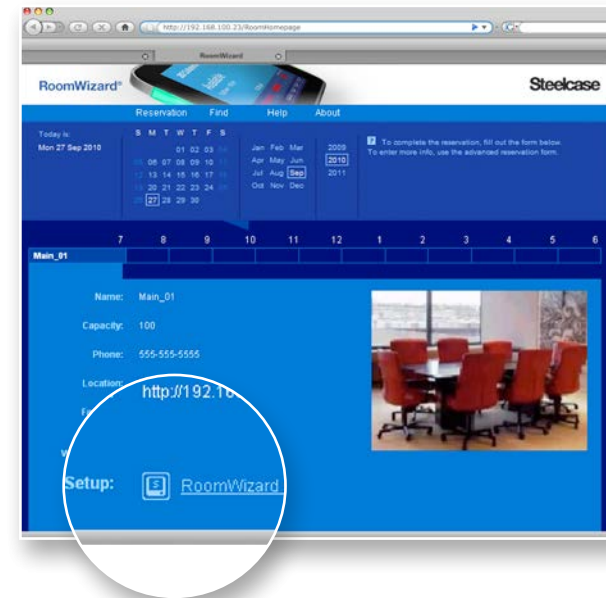 http://192.168.100.23/RoomHomepage
RoomWizard
RoomWizard®
Steelcase
Reservation Find Help About
Today is:
Mon 27 Sep 2010
S M T W T F S
01 02 03
06 07 08 09 10
13 14 15 16 17
20 21 22 23 24
27 28 29 30
Jan Feb Mar
Apr May Jun
Jul Aug Sep
Oct Nov Dec
2009
2010
2011
? To complete the reservation, fill out the form below.
To enter more info, use the advanced reservation form.
7 8 9 10 11 12 1 2 3 4 5 6
Main_01
Name: Main_01
Capacity: 100
Phone: 555-555-5555
Location:
http://192.16
Setup: RoomWizard